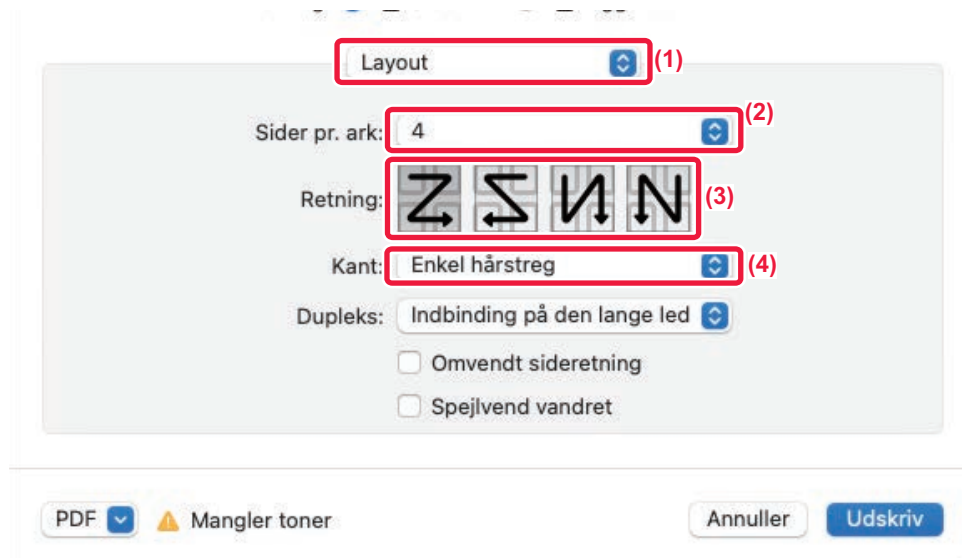 Layout (1)
Sider pr. ark: 4 (2)
Retning: (3)
Kant: Enkel hårstreg (4)
Dupleks: Indbinding på den lange led
Omvendt sideretning
Spejlvend vandret
PDF Mangler toner Annuller Udskriv